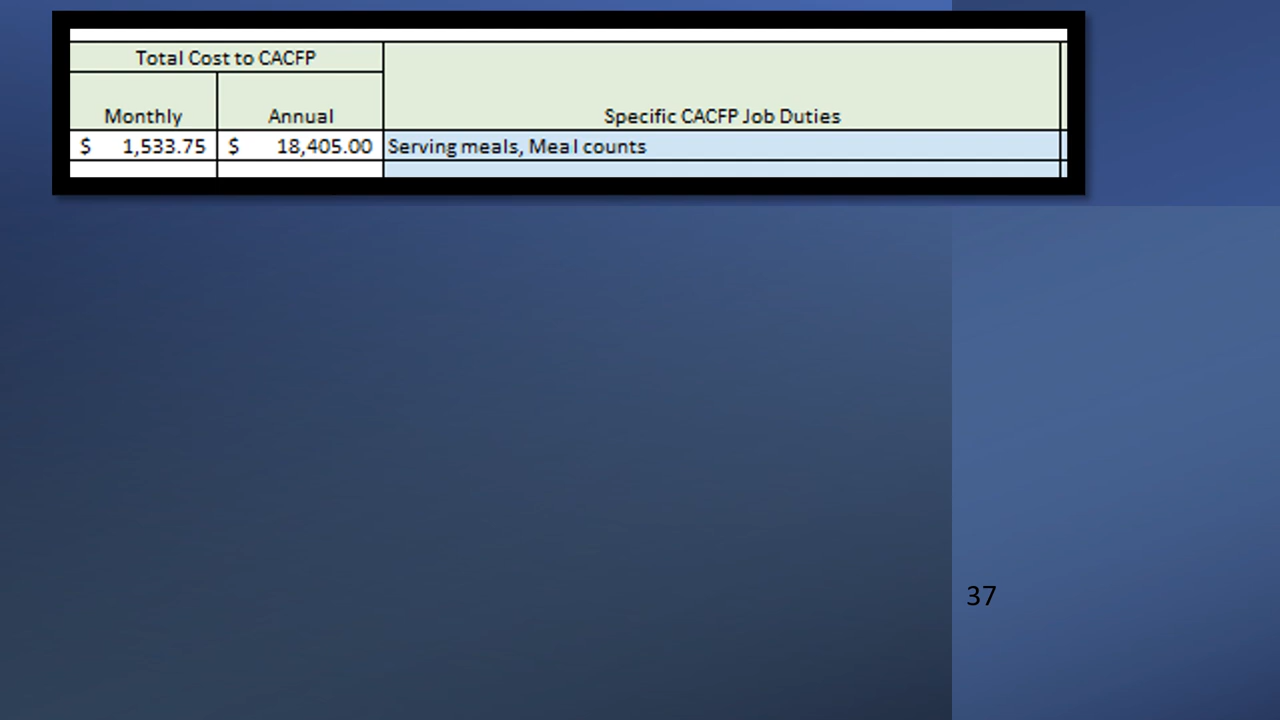 Total Cost to CACFP
Monthly Annual Specific CACFP Job Duties
$ 1,533.75 $ 18,405.00 Serving meals, Meal counts
37